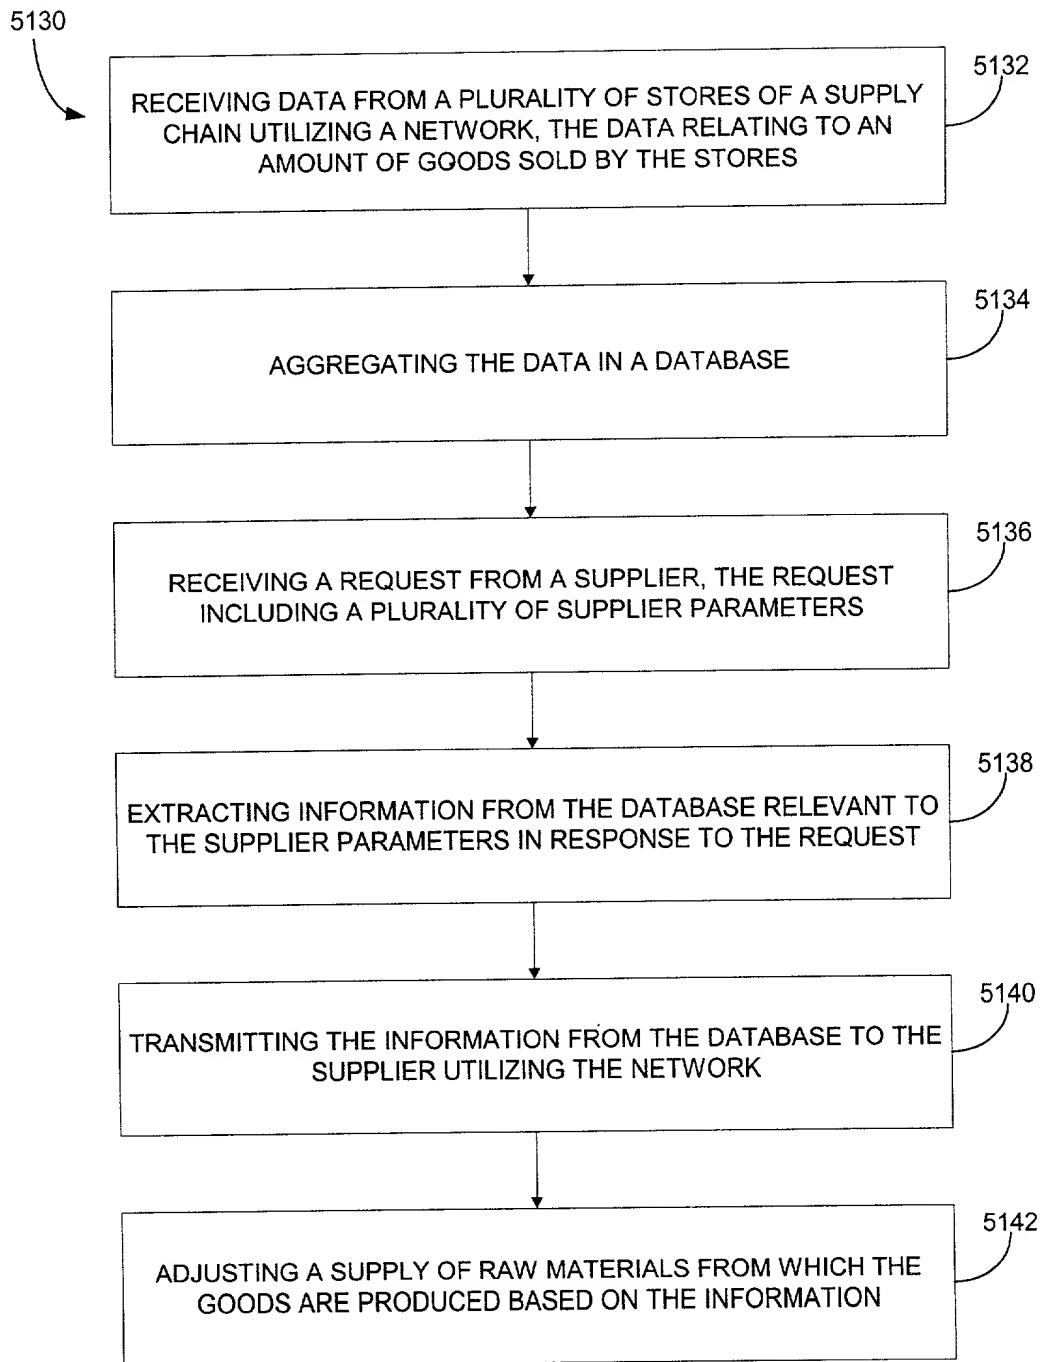 5130
5132
RECEIVING DATA FROM A PLURALITY OF STORES OF A SUPPLY
CHAIN UTILIZING A NETWORK, THE DATA RELATING TO AN
AMOUNT OF GOODS SOLD BY THE STORES
5134
AGGREGATING THE DATA IN A DATABASE
5136
RECEIVING A REQUEST FROM A SUPPLIER, THE REQUEST
INCLUDING A PLURALITY OF SUPPLIER PARAMETERS
5138
EXTRACTING INFORMATION FROM THE DATABASE RELEVANT TO
THE SUPPLIER PARAMETERS IN RESPONSE TO THE REQUEST
5140
TRANSMITTING THE INFORMATION FROM THE DATABASE TO THE
SUPPLIER UTILIZING THE NETWORK
5142
ADJUSTING A SUPPLY OF RAW MATERIALS FROM WHICH THE
GOODS ARE PRODUCED BASED ON THE INFORMATION